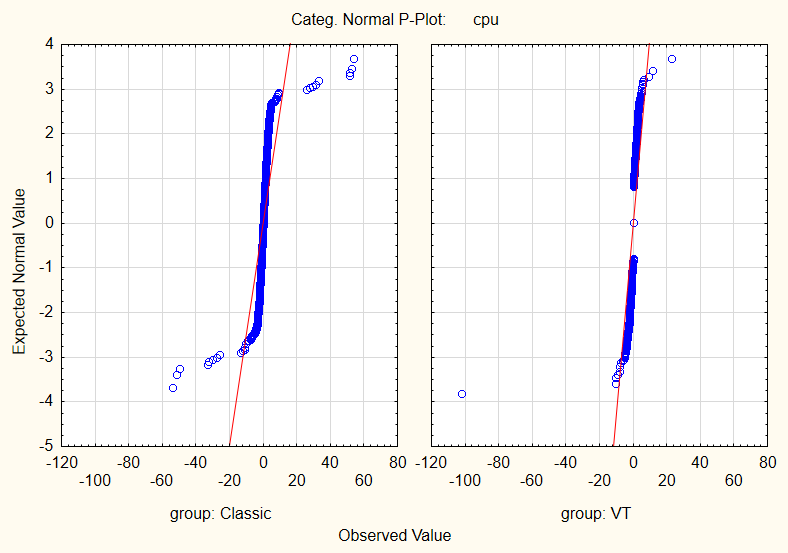 Categ. Normal P-Plot: cpu
Expected Normal Value
4
3
2
1
0
-1
-2
-3
-4
-5
-120 -80 -40 0 40 80 -120 -80 -40 0 40 80
-100 -60 -20 20 60 -100 -60 -20 20 60
group: Classic group: VT
Observed Value